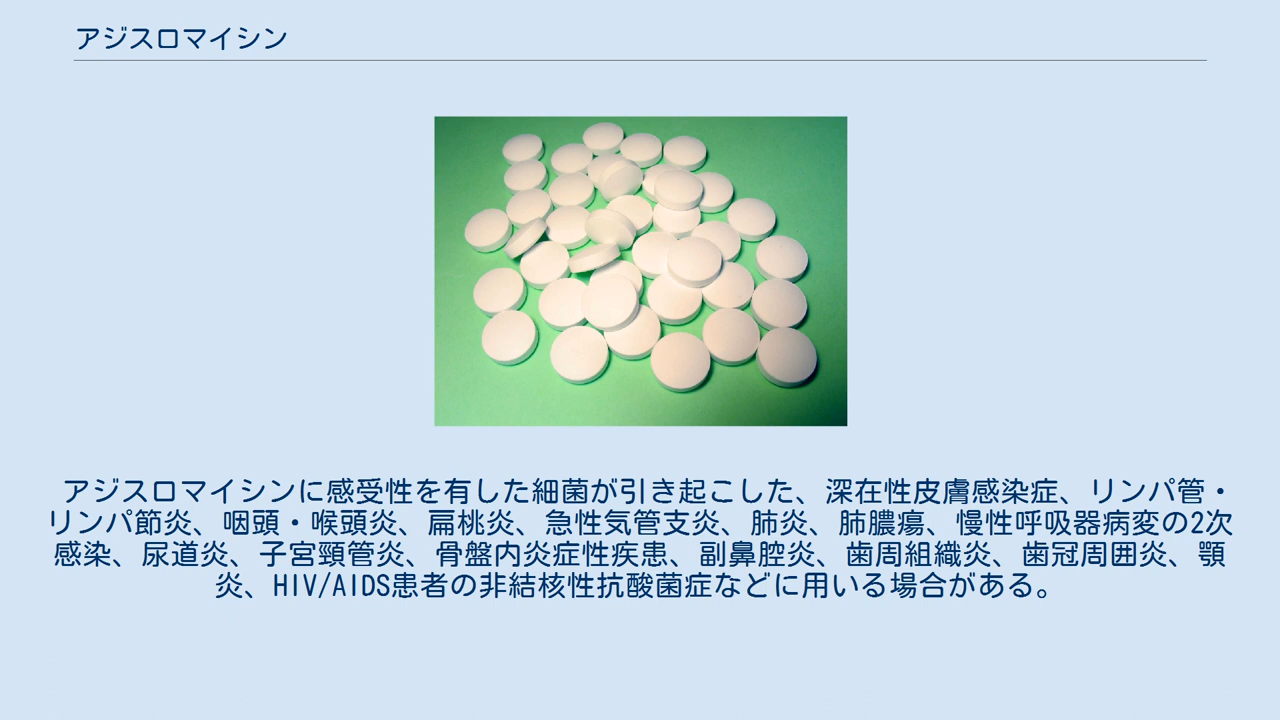 アジスロマイシン
アジスロマイシンに感受性を有した細菌が引き起こした、深在性皮膚感染症、リンパ管・
リンパ節炎、咽頭・喉頭炎、扁桃炎、急性気管支炎、肺炎、肺膿瘍、慢性呼吸器病変の2次
感染、尿道炎、子宮頸管炎、骨盤内炎症性疾患、副鼻腔炎、歯周組織炎、歯冠周囲炎、顎
炎、HIV/AIDS患者の非結核性抗酸菌症などに用いる場合がある。